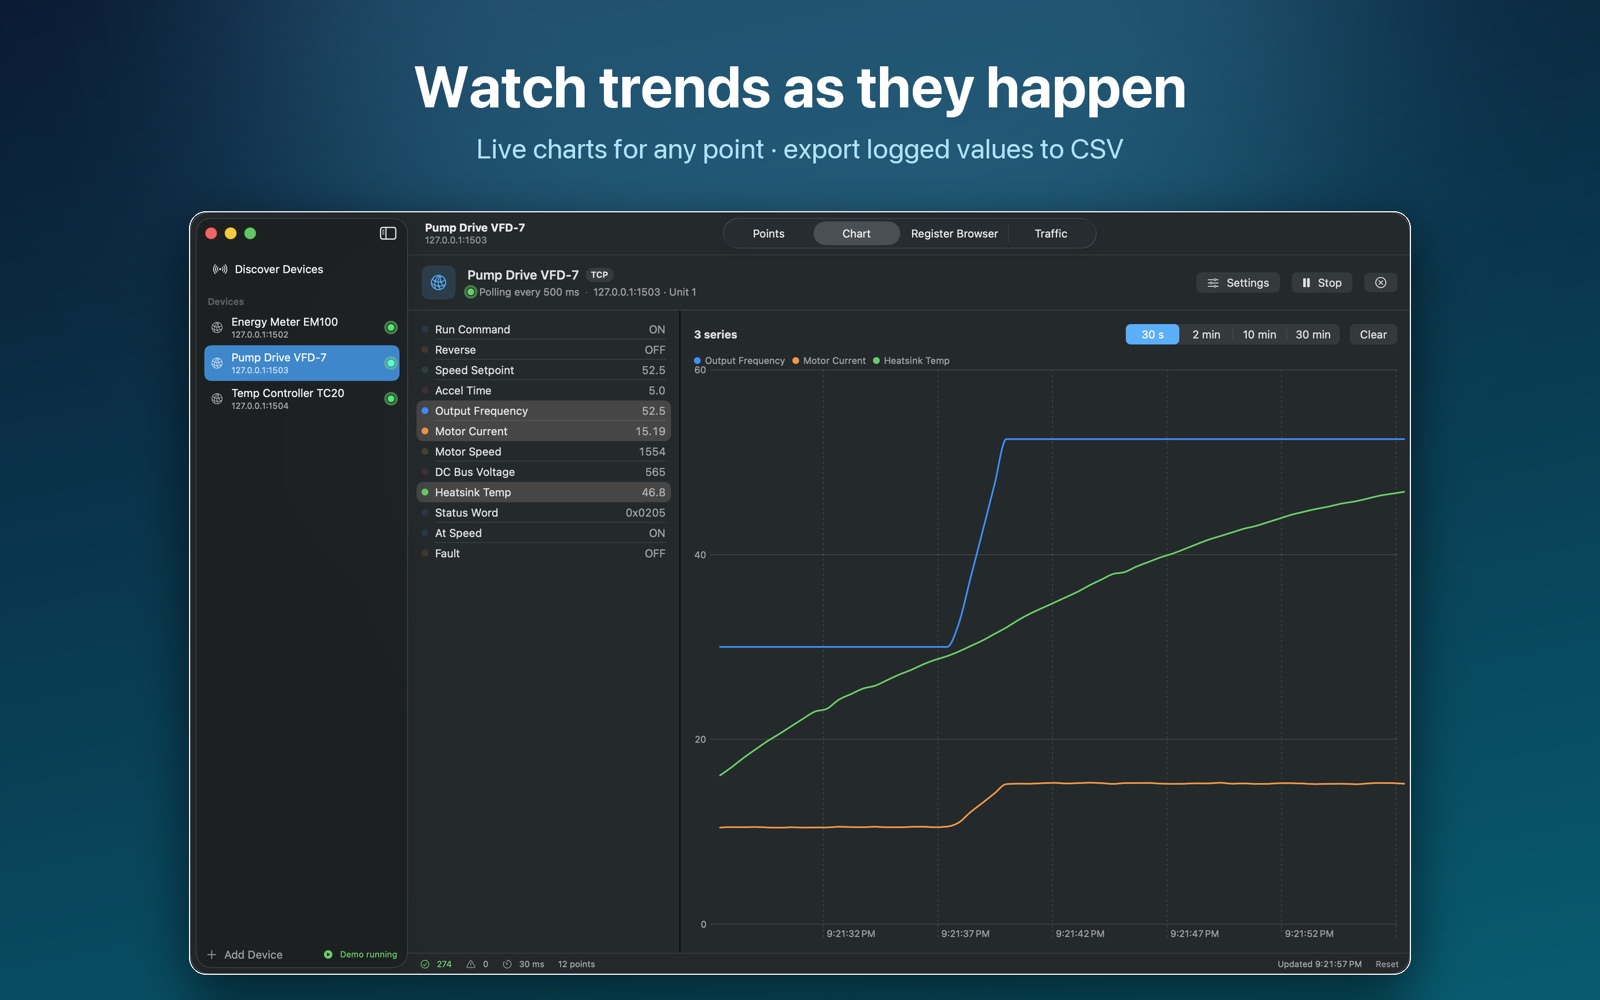 Watch trends as they happen
Live charts for any point · export logged values to CSV
Pump Drive VFD-7
127.0.0.1:1503
Points
Chart
Register Browser
Traffic
Discover Devices
Devices
Energy Meter EM100
127.0.0.1:1502
Pump Drive VFD-7
127.0.0.1:1503
Temp Controller TC20
127.0.0.1:1504
Add Device
Demo running
Pump Drive VFD-7 TCP
Polling every 500 ms · 127.0.0.1:1503 · Unit 1
Settings
Stop
Run Command ON
Reverse OFF
Speed Setpoint 52.5
Accel Time 5.0
Output Frequency 52.5
Motor Current 15.19
Motor Speed 1554
DC Bus Voltage 565
Heatsink Temp 46.8
Status Word 0x0205
At Speed ON
Fault OFF
3 series
30 s
2 min
10 min
30 min
Clear
Output Frequency Motor Current Heatsink Temp
60
40
20
0
9:21:32 PM 9:21:37 PM 9:21:42 PM 9:21:47 PM 9:21:52 PM
274 0 30 ms 12 points
Updated 9:21:57 PM Reset